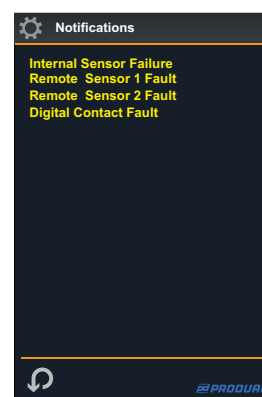 Notifications
Internal Sensor Failure
Remote Sensor 1 Fault
Remote Sensor 2 Fault
Digital Contact Fault